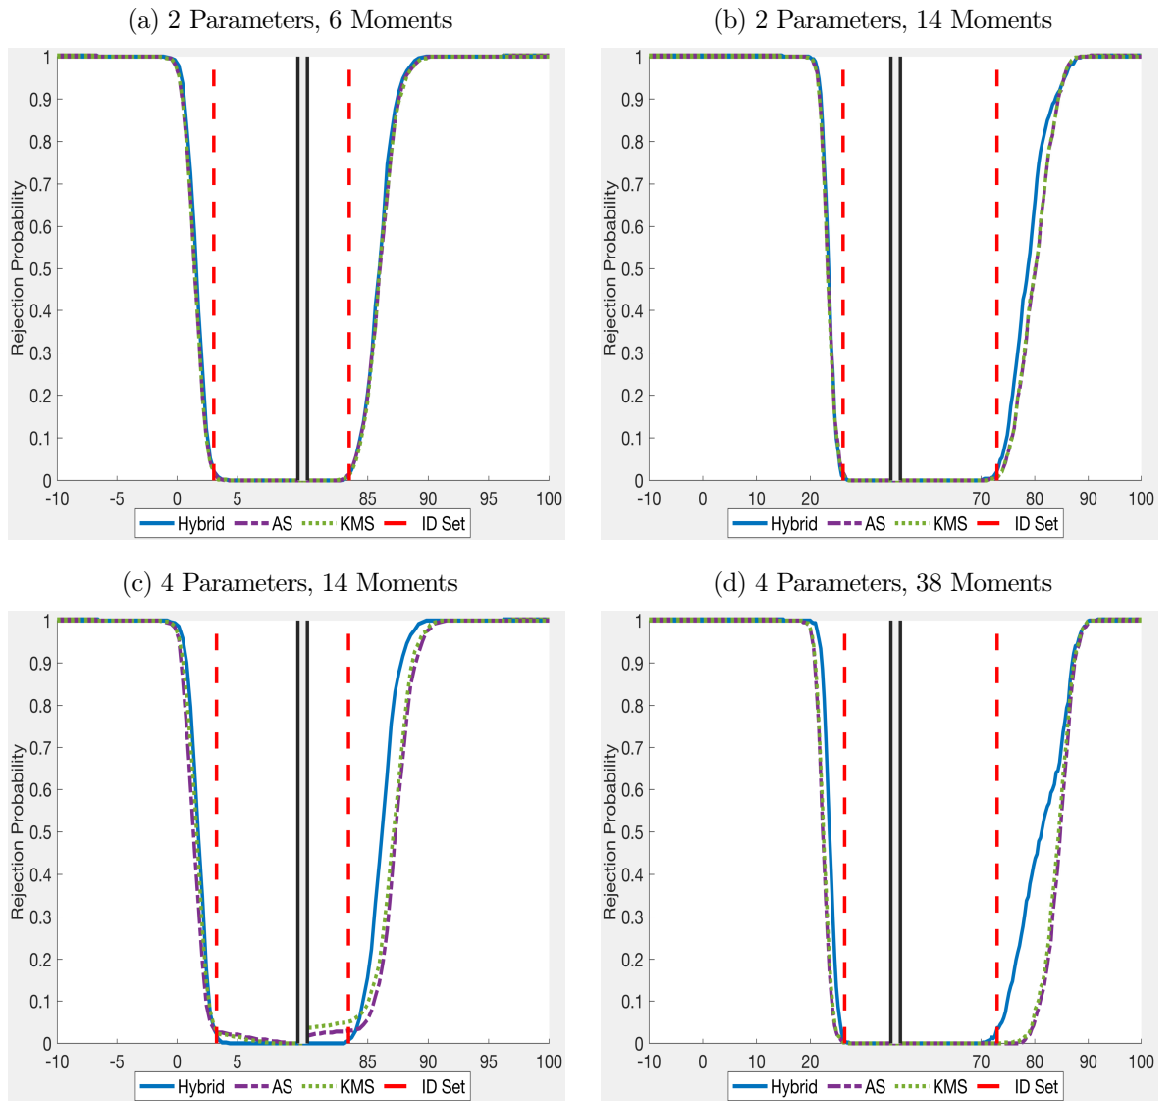 (a) 2 Parameters, 6 Moments
1
0.9
0.8
0.7
0.6
0.5
0.4
0.3
0.2
0.1
0
Rejection Probability
-10 -5 0 5 85 90 95 100
Hybrid AS KMS ID Set
(b) 2 Parameters, 14 Moments
1
0.9
0.8
0.7
0.6
0.5
0.4
0.3
0.2
0.1
0
Rejection Probability
-10 0 10 20 70 80 90 100
Hybrid AS KMS ID Set
(c) 4 Parameters, 14 Moments
1
0.9
0.8
0.7
0.6
0.5
0.4
0.3
0.2
0.1
0
Rejection Probability
-10 -5 0 5 85 90 95 100
Hybrid AS KMS ID Set
(d) 4 Parameters, 38 Moments
1
0.9
0.8
0.7
0.6
0.5
0.4
0.3
0.2
0.1
0
Rejection Probability
-10 0 10 20 70 80 90 100
Hybrid AS KMS ID Set